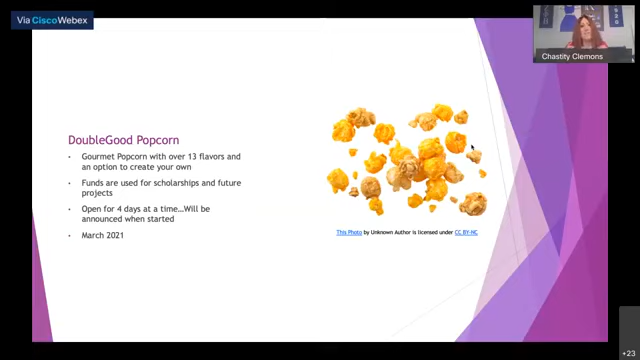 Via Cisco Webex
Chastity Clemons
DoubleGood Popcorn
• Gourmet Popcorn with over 13 flavors and
an option to create your own
• Funds are used for scholarships and future
projects
• Open for 4 days at a time...Will be
announced when started
• March 2021
This Photo by Unknown Author is licensed under CC BY-NC
+23